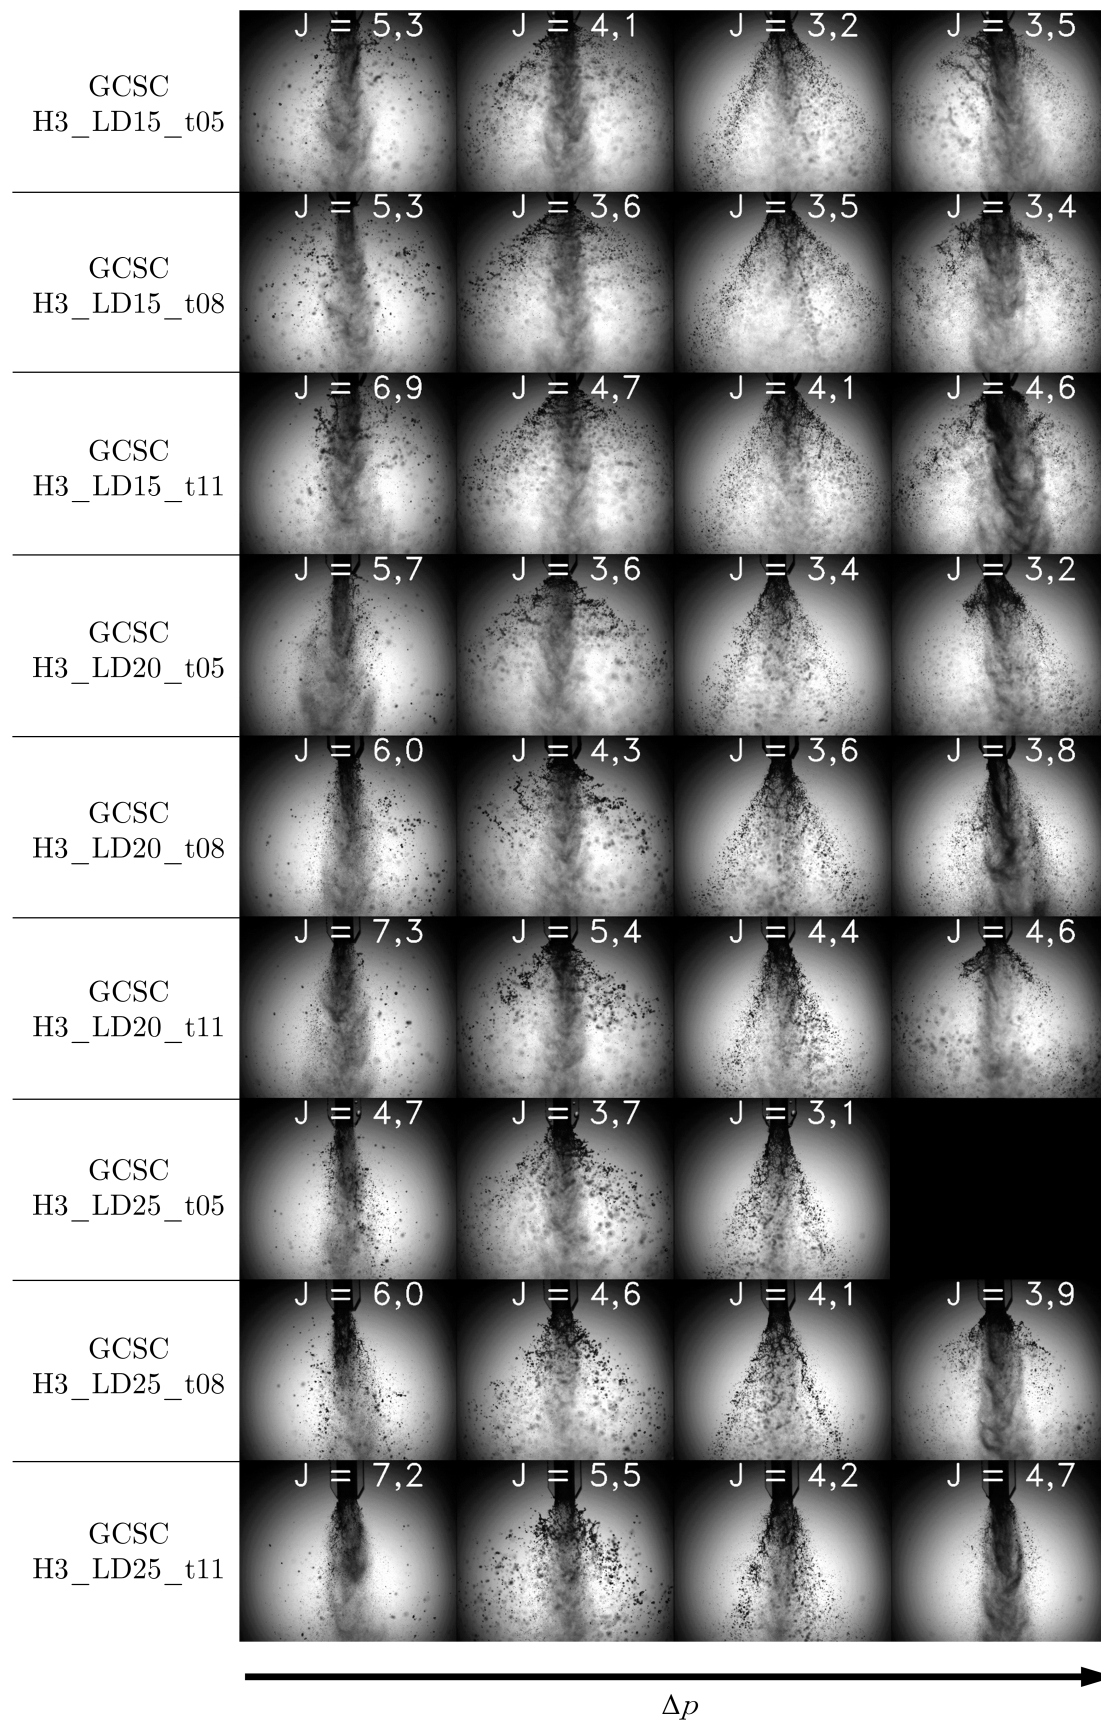 J = 5,3 J = 4,1 J = 3,2 J = 3,5
GCSC
H3_LD15_t05
J = 5,3 J = 3,6 J = 3,5 J = 3,4
GCSC
H3_LD15_t08
J = 6,9 J = 4,7 J = 4,1 J = 4,6
GCSC
H3_LD15_t11
J = 5,7 J = 3,6 J = 3,4 J = 3,2
GCSC
H3_LD20_t05
J = 6,0 J = 4,3 J = 3,6 J = 3,8
GCSC
H3_LD20_t08
J = 7,3 J = 5,4 J = 4,4 J = 4,6
GCSC
H3_LD20_t11
J = 4,7 J = 3,7 J = 3,1
GCSC
H3_LD25_t05
J = 6,0 J = 4,6 J = 4,1 J = 3,9
GCSC
H3_LD25_t08
J = 7,2 J = 5,5 J = 4,2 J = 4,7
GCSC
H3_LD25_t11
Δp